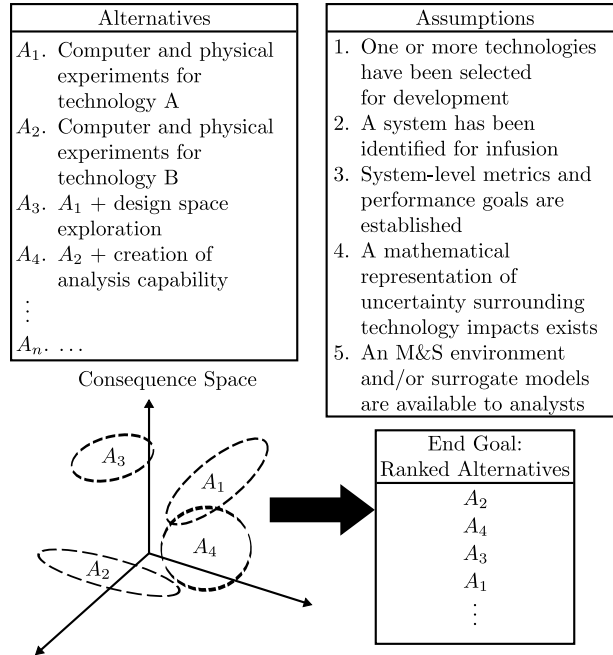 Alternatives
A1. Computer and physical
experiments for
technology A
A2. Computer and physical
experiments for
technology B
A3. A1 + design space
exploration
A4. A2 + creation of
analysis capability
⋮
An. ...
Assumptions
1. One or more technologies
have been selected
for development
2. A system has been
identified for infusion
3. System-level metrics and
performance goals are
established
4. A mathematical
representation of
uncertainty surrounding
technology impacts exists
5. An M&S environment
and/or surrogate models
are available to analysts
Consequence Space
A3
A1
A4
A2
End Goal:
Ranked Alternatives
A2
A4
A3
A1
⋮